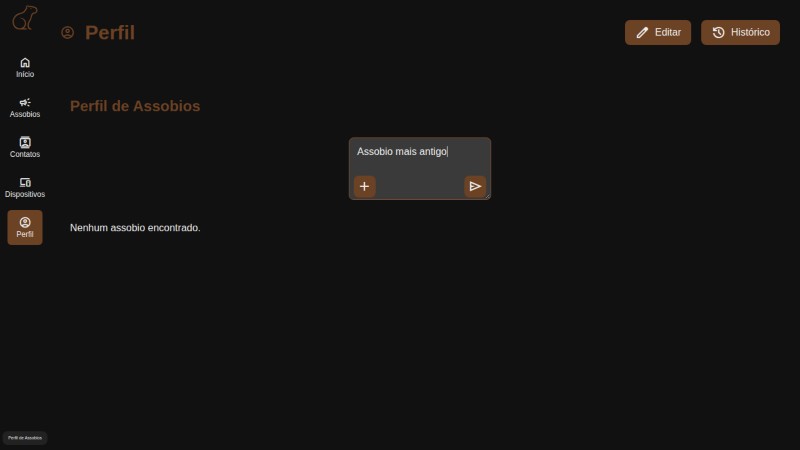 Perfil
Editar
Histórico
Início
Assobios
Contatos
Dispositivos
Perfil
Perfil de Assobios
Assobio mais antigo
Nenhum assobio encontrado.
Perfil de Assobios